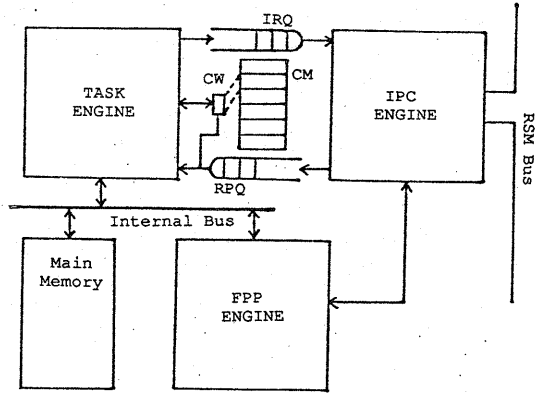 IRQ
CW
CM
TASK
ENGINE
IPC
ENGINE
RSM Bus
RPQ
Internal Bus
Main
Memory
FPP
ENGINE